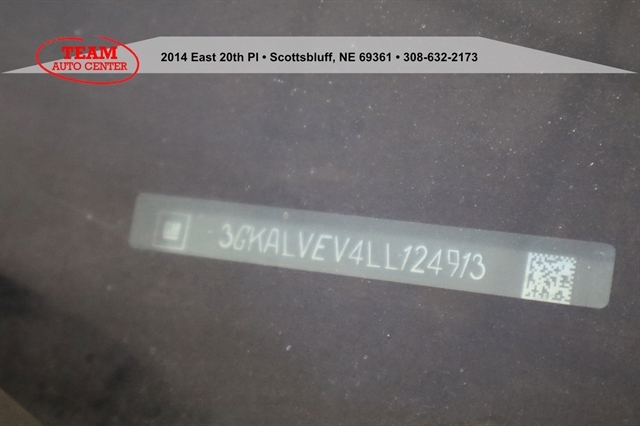 TEAM
AUTO CENTER
2014 East 20th Pl • Scottsbluff, NE 69361 • 308-632-2173
3GKALVEV4LL124913